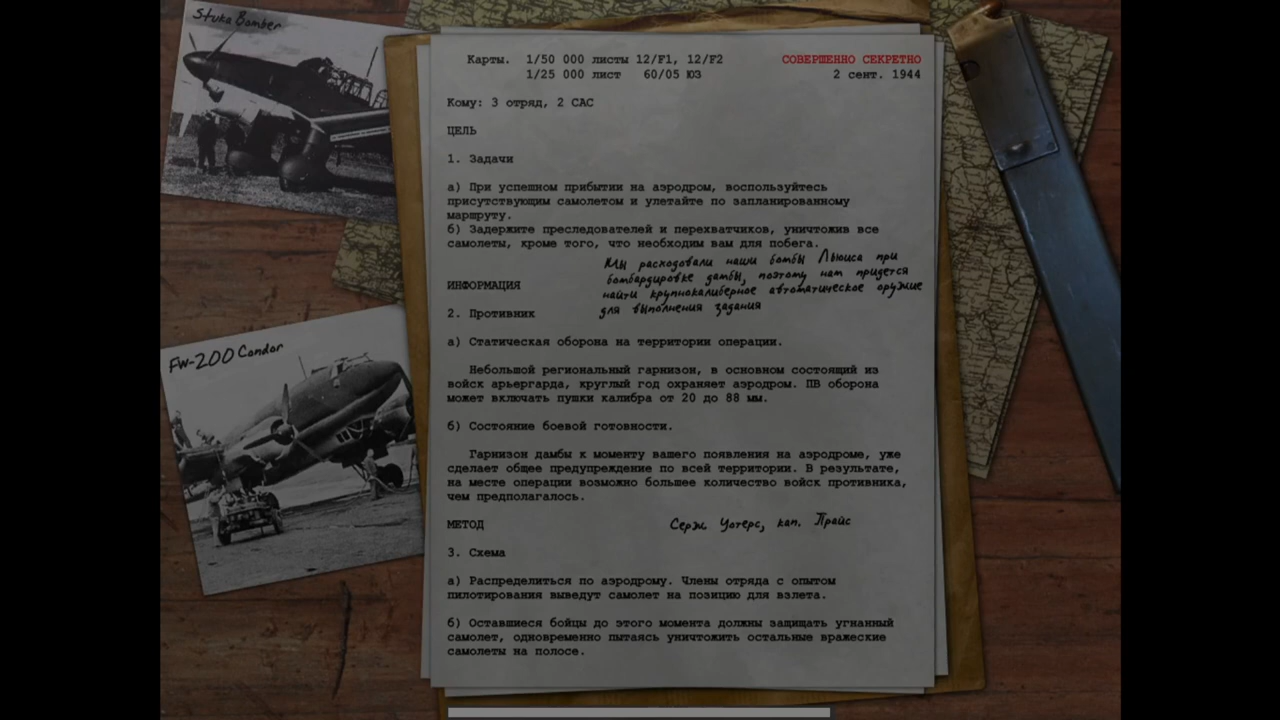 Stuka Bomber
Карты. 1/50 000 листы 12/F1, 12/F2
СОВЕРШЕННО СЕКРЕТНО
1/25 000 лист 60/05 ЮЗ
2 сент. 1944
Кому: 3 отряд, 2 САС
ЦЕЛЬ
1. Задачи
а) При успешном прибытии на аэродром, воспользуйтесь
присутствующим самолетом и улетайте по запланированному
маршруту.
б) Задержите преследователей и перехватчиков, уничтожив все
самолеты, кроме того, что необходим вам для побега.
Мы расходовали наши бомбы Льюиса при
бомбардировке дамбы, поэтому нам придется
найти крупнокалиберное автоматическое оружие
для выполнения задания
ИНФОРМАЦИЯ
2. Противник
а) Статическая оборона на территории операции.
Небольшой региональный гарнизон, в основном состоящий из
войск арьергарда, круглый год охраняет аэродром. ПВ оборона
может включать пушки калибра от 20 до 88 мм.
FW-200 Condor
б) Состояние боевой готовности.
Гарнизон дамбы к моменту вашего появления на аэродроме, уже
сделает общее предупреждение по всей территории. В результате,
на месте операции возможно большее количество войск противника,
чем предполагалось.
МЕТОД
Серж. Уотерс, кап. Прайс
3. Схема
а) Распределиться по аэродрому. Члены отряда с опытом
пилотирования выведут самолет на позицию для взлета.
б) Оставшиеся бойцы до этого момента должны защищать угнанный
самолет, одновременно пытаясь уничтожить остальные вражеские
самолеты на полосе.